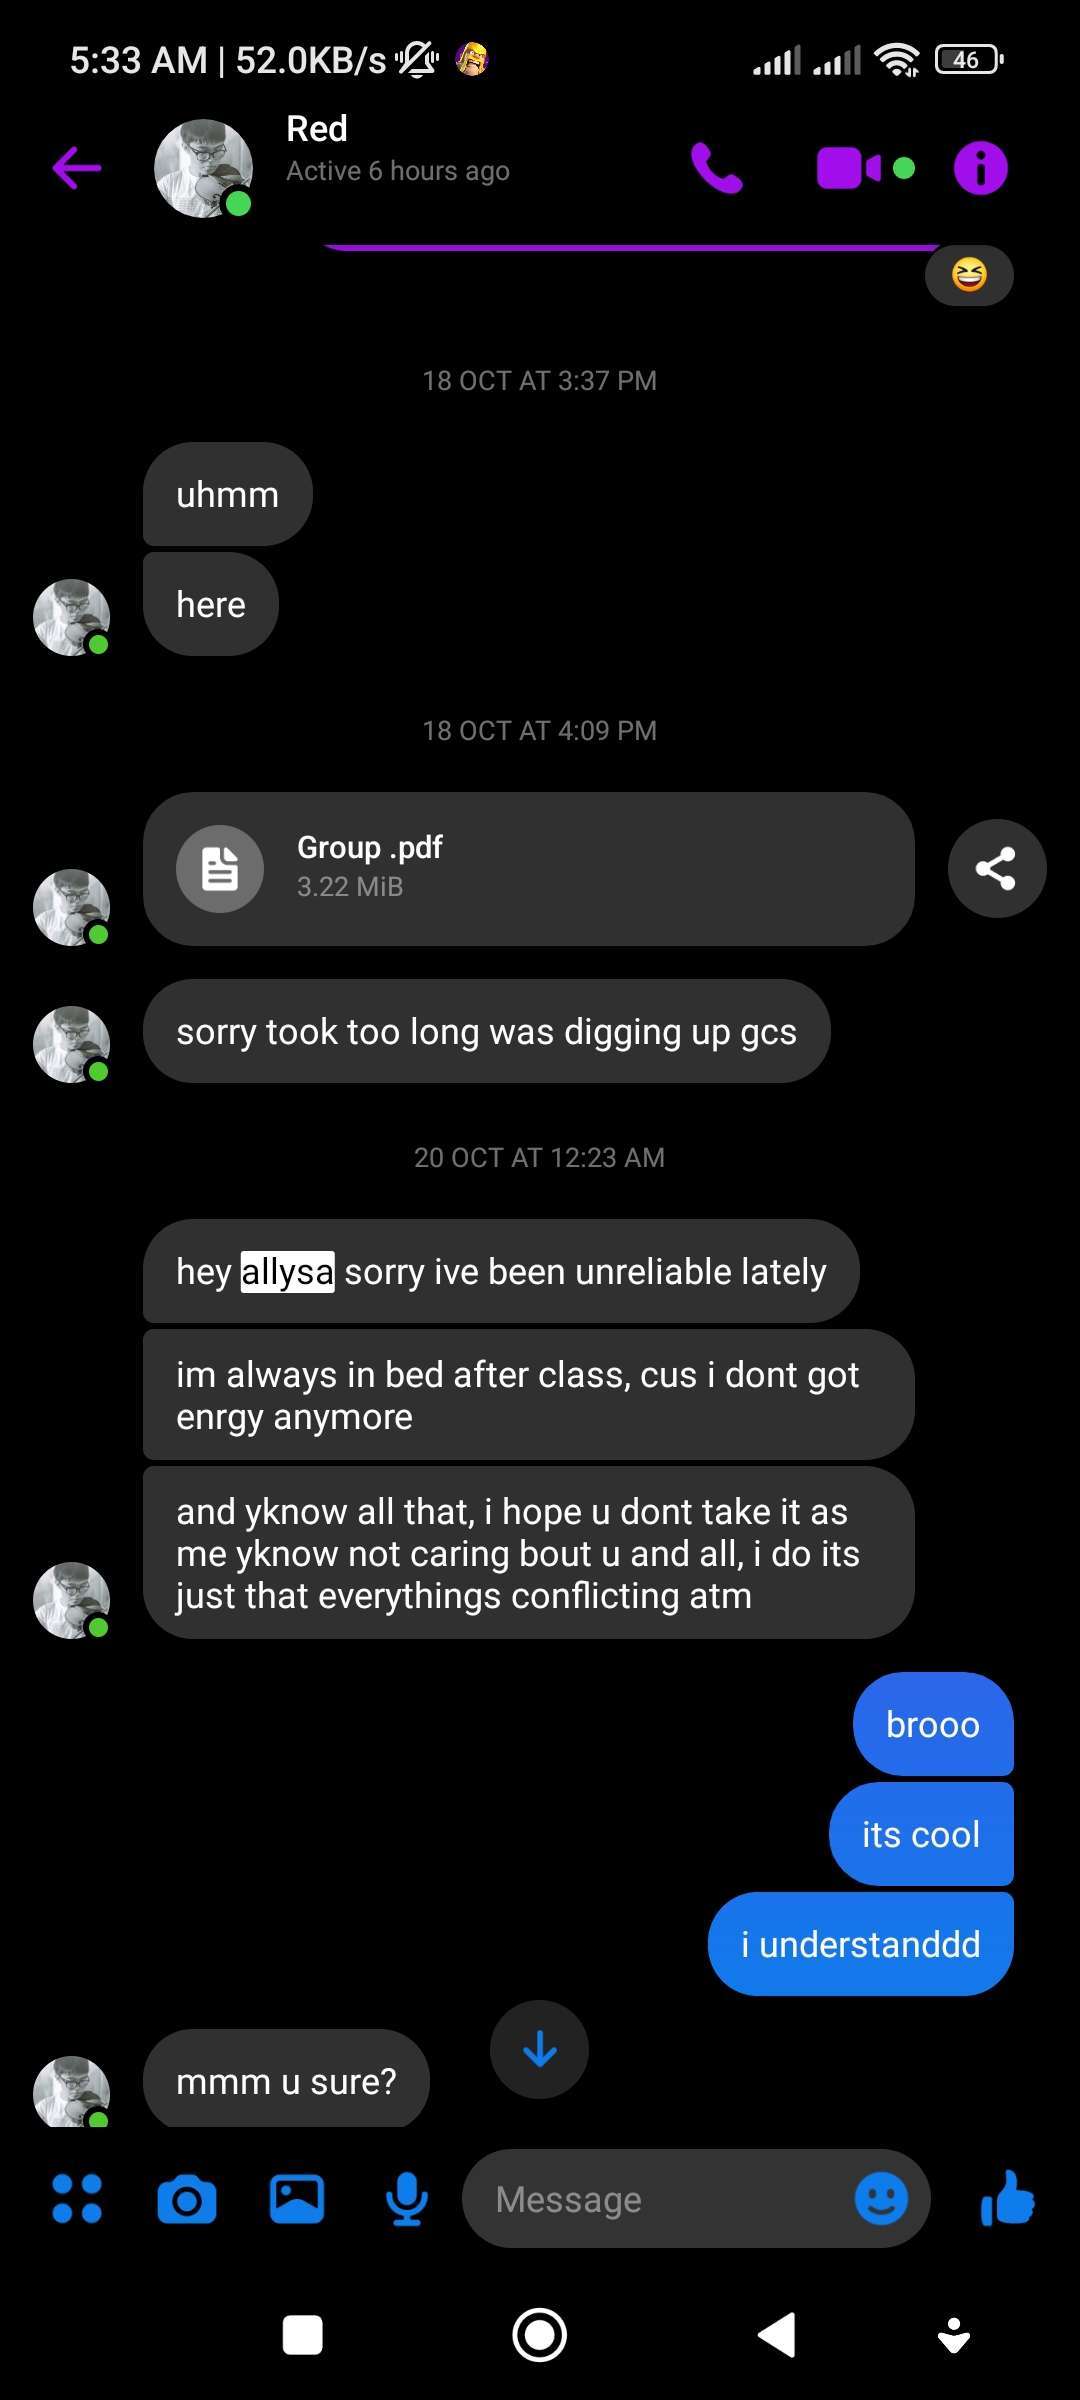 5:33 AM | 52.0KB/s
46
Red
Active 6 hours ago
18 OCT AT 3:37 PM
uhmm
here
18 OCT AT 4:09 PM
Group .pdf
3.22 MiB
sorry took too long was digging up gcs
20 OCT AT 12:23 AM
hey allysa sorry ive been unreliable lately
im always in bed after class, cus i dont got
enrgy anymore
and yknow all that, i hope u dont take it as
me yknow not caring bout u and all, i do its
just that everythings conflicting atm
brooo
its cool
i understanddd
mmm u sure?
Message